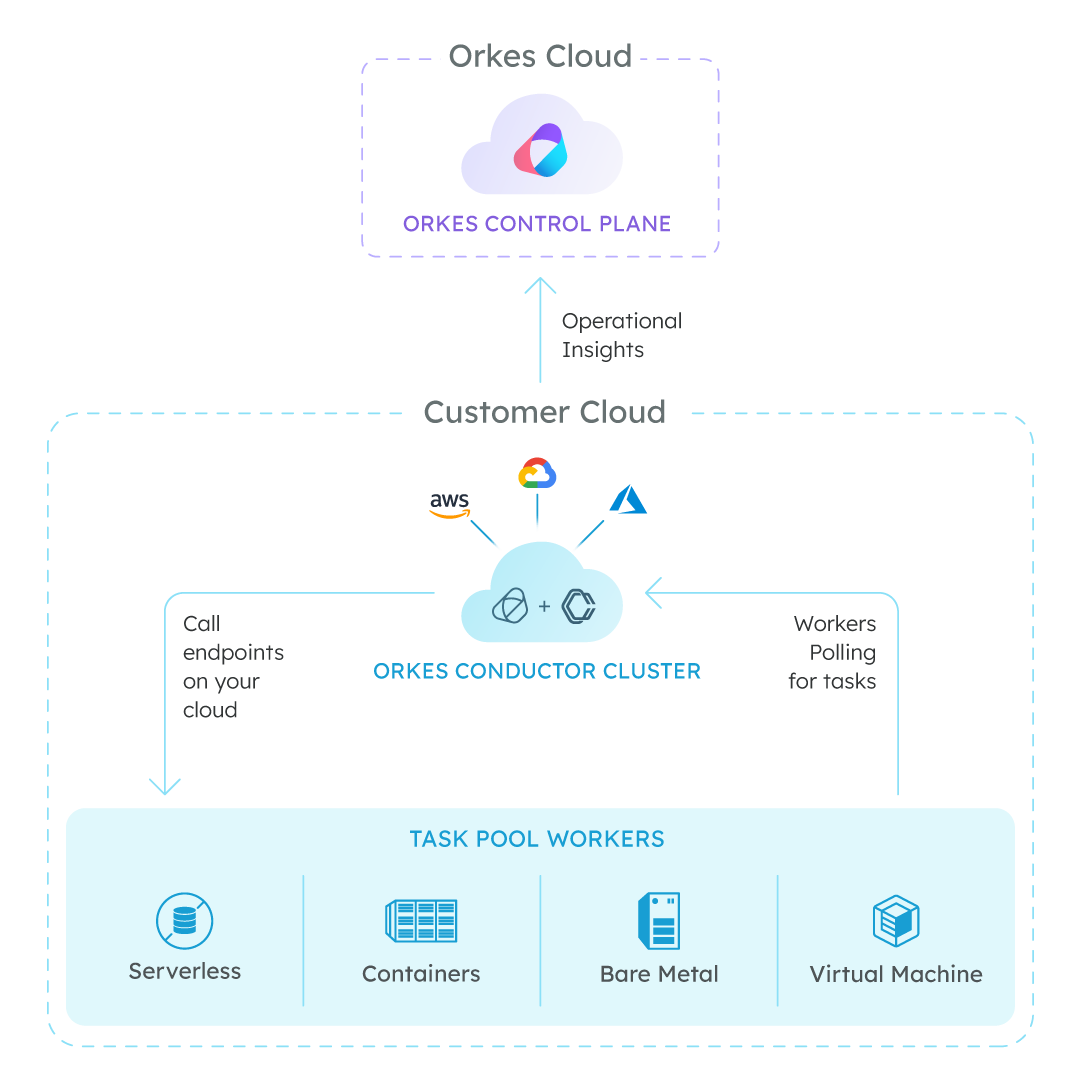 Orkes Cloud
ORKES CONTROL PLANE
Operational
Insights
Customer Cloud
aws
ORKES CONDUCTOR CLUSTER
Call
endpoints
on your
cloud
Workers
Polling
for tasks
TASK POOL WORKERS
Serverless
Containers
Bare Metal
Virtual Machine